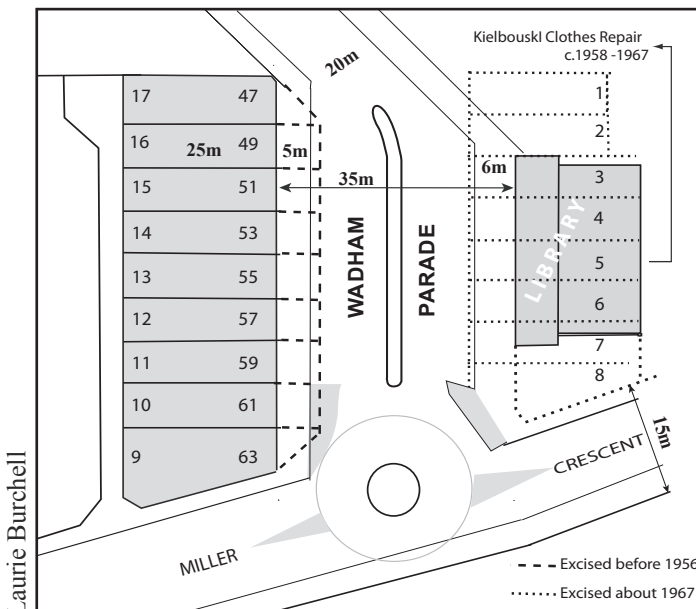 KielbouskI Clothes Repair
c.1958 -1967
20m
17 47
16 25m 49 5m
15 51
35m
6m
14 53
13 55
12 57
11 59
10 61
9 63
WADHAM
PARADE
1
2
3
4
5
6
7
8
LIBRARY
15m
CRESCENT
MILLER
Excised before 1956
Excised about 1967
Laurie Burchell